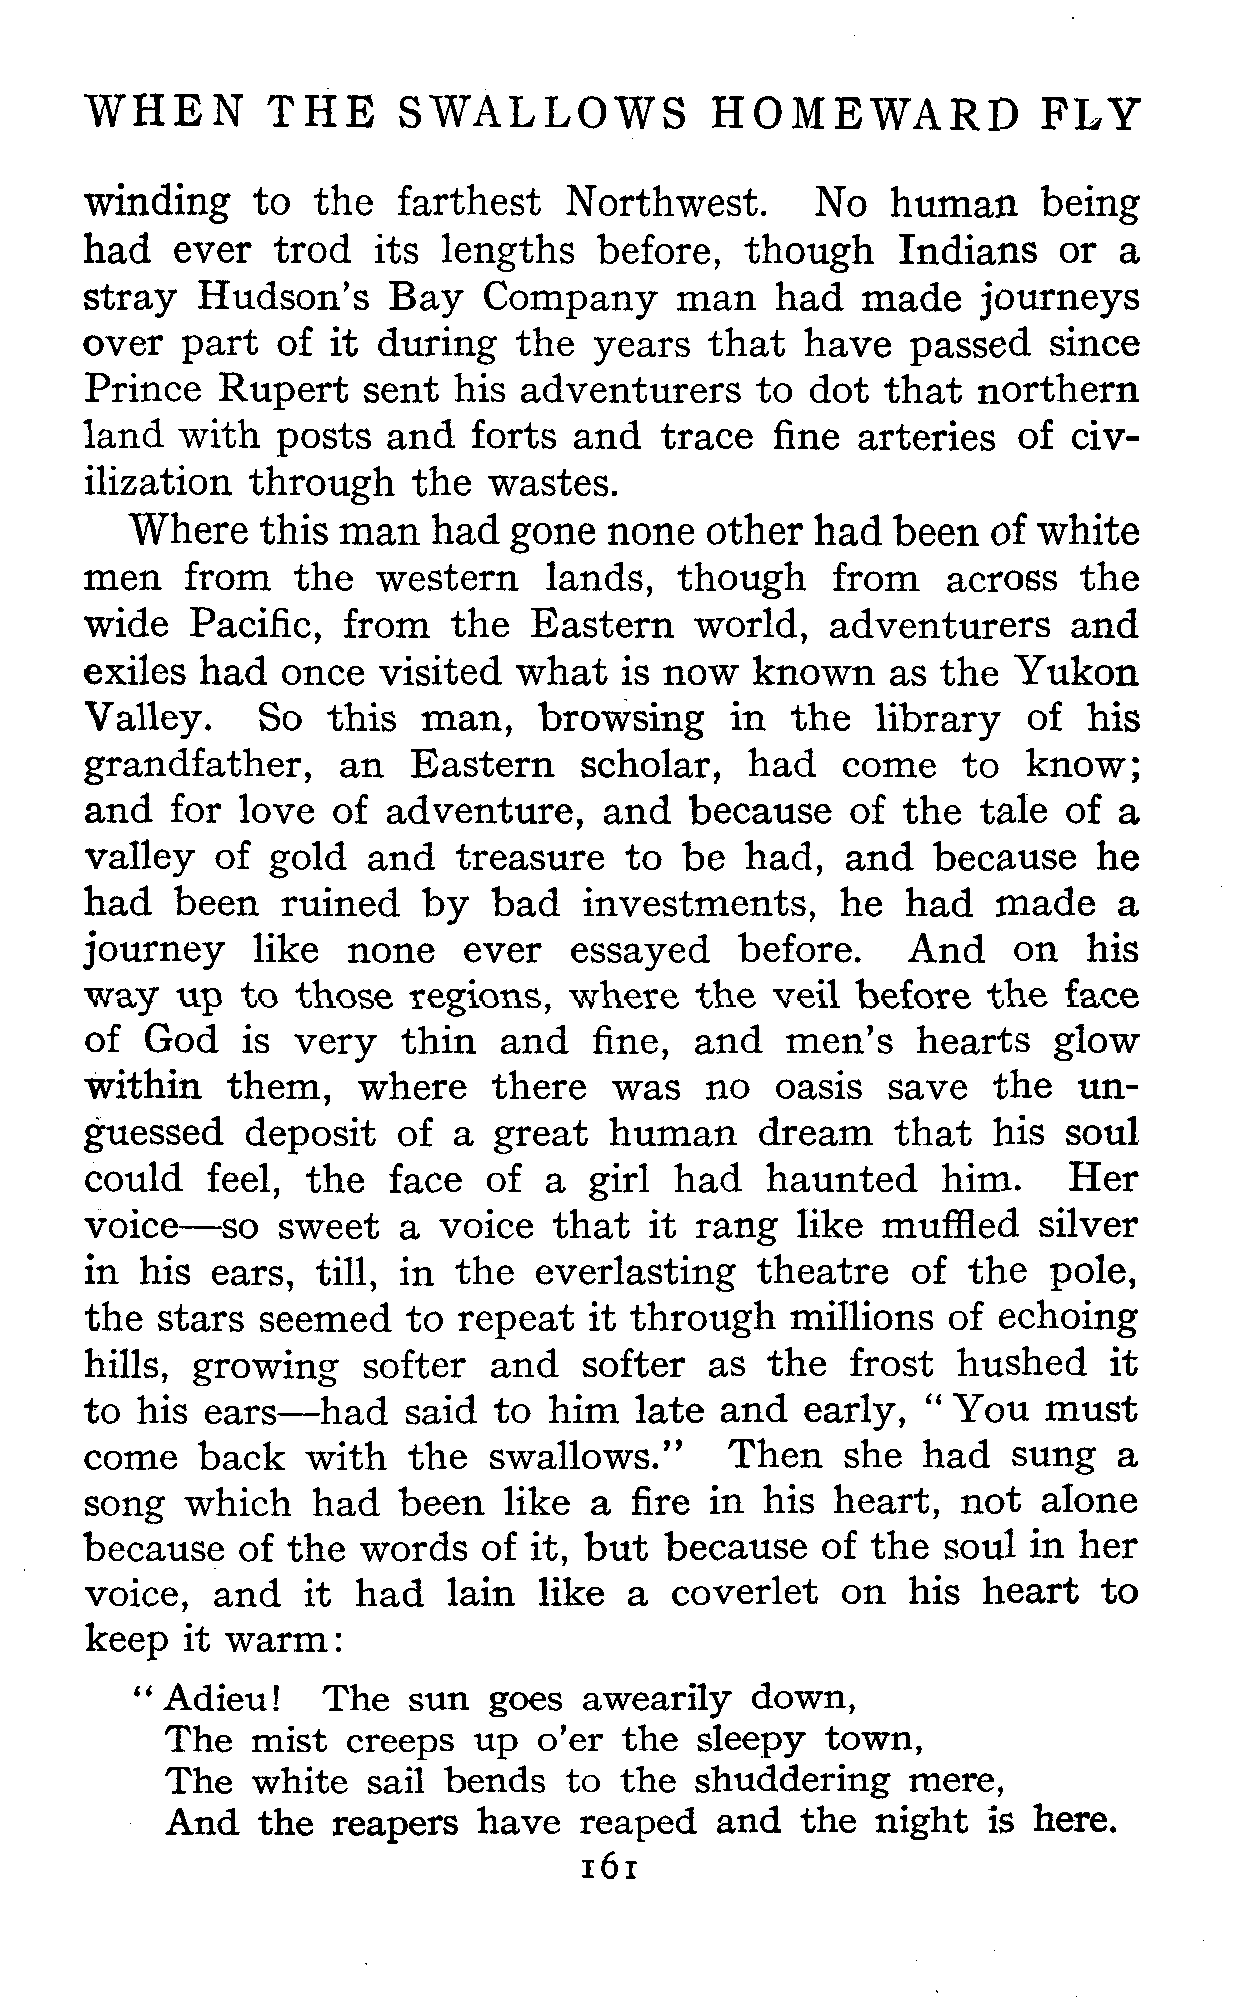 WHEN THE SWALLOWS HOMEWARD FLY
winding to the farthest Northwest. No human being
had ever trod its lengths before, though Indians or a
stray Hudson's Bay Company man had made journeys
over part of it during the years that have passed since
Prince Rupert sent his adventurers to dot that northern
land with posts and forts and trace fine arteries of civ-
ilization through the wastes.
Where this man had gone none other had been of white
men from the western lands, though from across the
wide Pacific, from the Eastern world, adventurers and
exiles had once visited what is now known as the Yukon
Valley. So this man, browsing in the library of his
grandfather, an Eastern scholar, had come to know;
and for love of adventure, and because of the tale of a
valley of gold and treasure to be had, and because he
had been ruined by bad investments, he had made a
journey like none ever essayed before. And on his
way up to those regions, where the veil before the face
of God is very thin and fine, and men's hearts glow
within them, where there was no oasis save the un-
guessed deposit of a great human dream that his soul
could feel, the face of a girl had haunted him. Her
voice—so sweet a voice that it rang like muffled silver
in his ears, till, in the everlasting theatre of the pole,
the stars seemed to repeat it through millions of echoing
hills, growing softer and softer as the frost hushed it
to his ears—had said to him late and early, "You must
come back with the swallows." Then she had sung a
song which had been like a fire in his heart, not alone
because of the words of it, but because of the soul in her
voice, and it had lain like a coverlet on his heart to
keep it warm:
"Adieu! The sun goes awearily down,
The mist creeps up o'er the sleepy town,
The white sail bends to the shuddering mere,
And the reapers have reaped and the night is here.
161